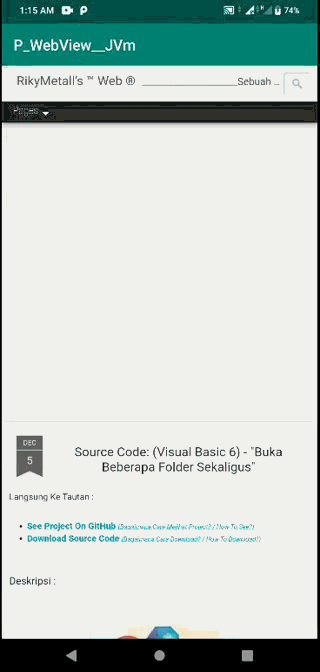 1:15 AM
74%
P_WebView__JVm
RikyMetall's ™ Web ® ___________________Sebuah ...
Pages
DEC
5
Source Code: (Visual Basic 6) - "Buka
Beberapa Folder Sekaligus"
Langsung Ke Tautan :
See Project On GitHub (Bagaimana Cara Melihat Project? / How To See?)
Download Source Code (Bagaimana Cara Download? / How To Download?)
Deskripsi :